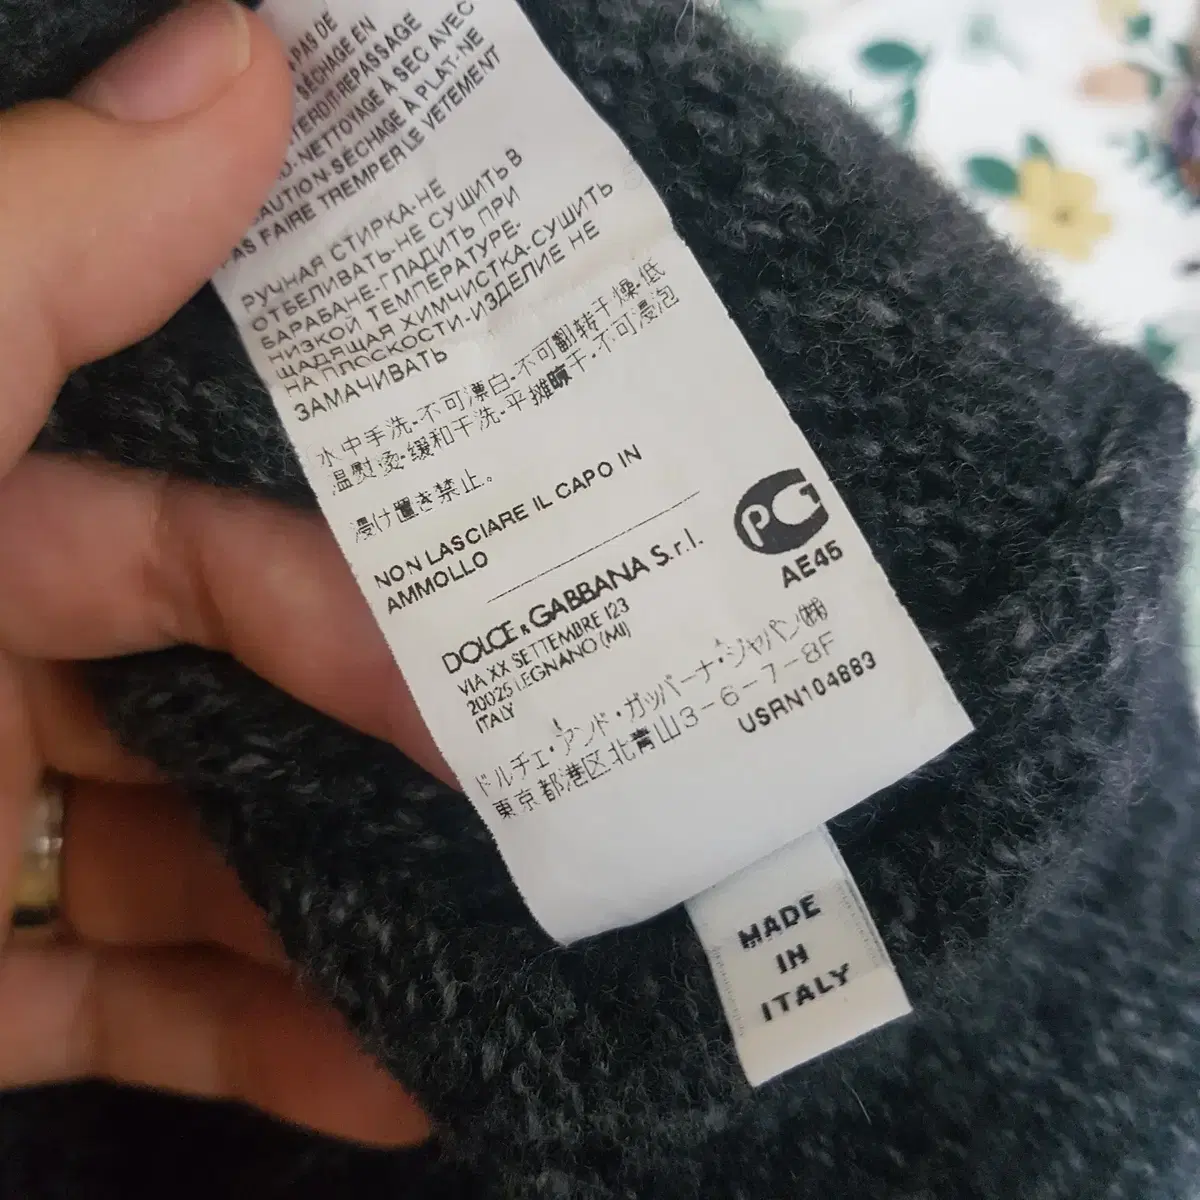 PAS DE
SÉCHAGE EN
REPASSAGE
NETTOYAGE À SEC AVEC
CAUTION-SÉCHAGE À PLAT-NE
PAS FAIRE TREMPER LE VETEMENT
РУЧНАЯ СТИРКА-НЕ
ОТБЕЛИВАТЬ-НЕ СУШИТЬ В
БАРАБАНЕ-ГЛАДИТЬ ПРИ
НИЗКОЙ ТЕМПЕРАТУРЕ-
ЩАДЯЩАЯ ХИМЧИСТКА-СУШИТЬ
НА ПЛОСКОСТИ-ИЗДЕЛИЕ НЕ
ЗАМАЧИВАТЬ
水中手洗-不可漂白-不可翻转干燥-低
温熨烫-缓和干洗-平摊晾干-不可浸泡
浸け置き禁止。
NON LASCIARE IL CAPO IN
AMMOLLO
DOLCE & GABBANA S.r.l.
VIA XX SETTEMBRE 123
20025 LEGNANO (MI)
ITALY
PG
AE45
ドルチェ・アンド・ガッバーナ・ジャパン㈱
東京都港区北青山3-6-7-8F
USRN104883
MADE
IN
ITALY